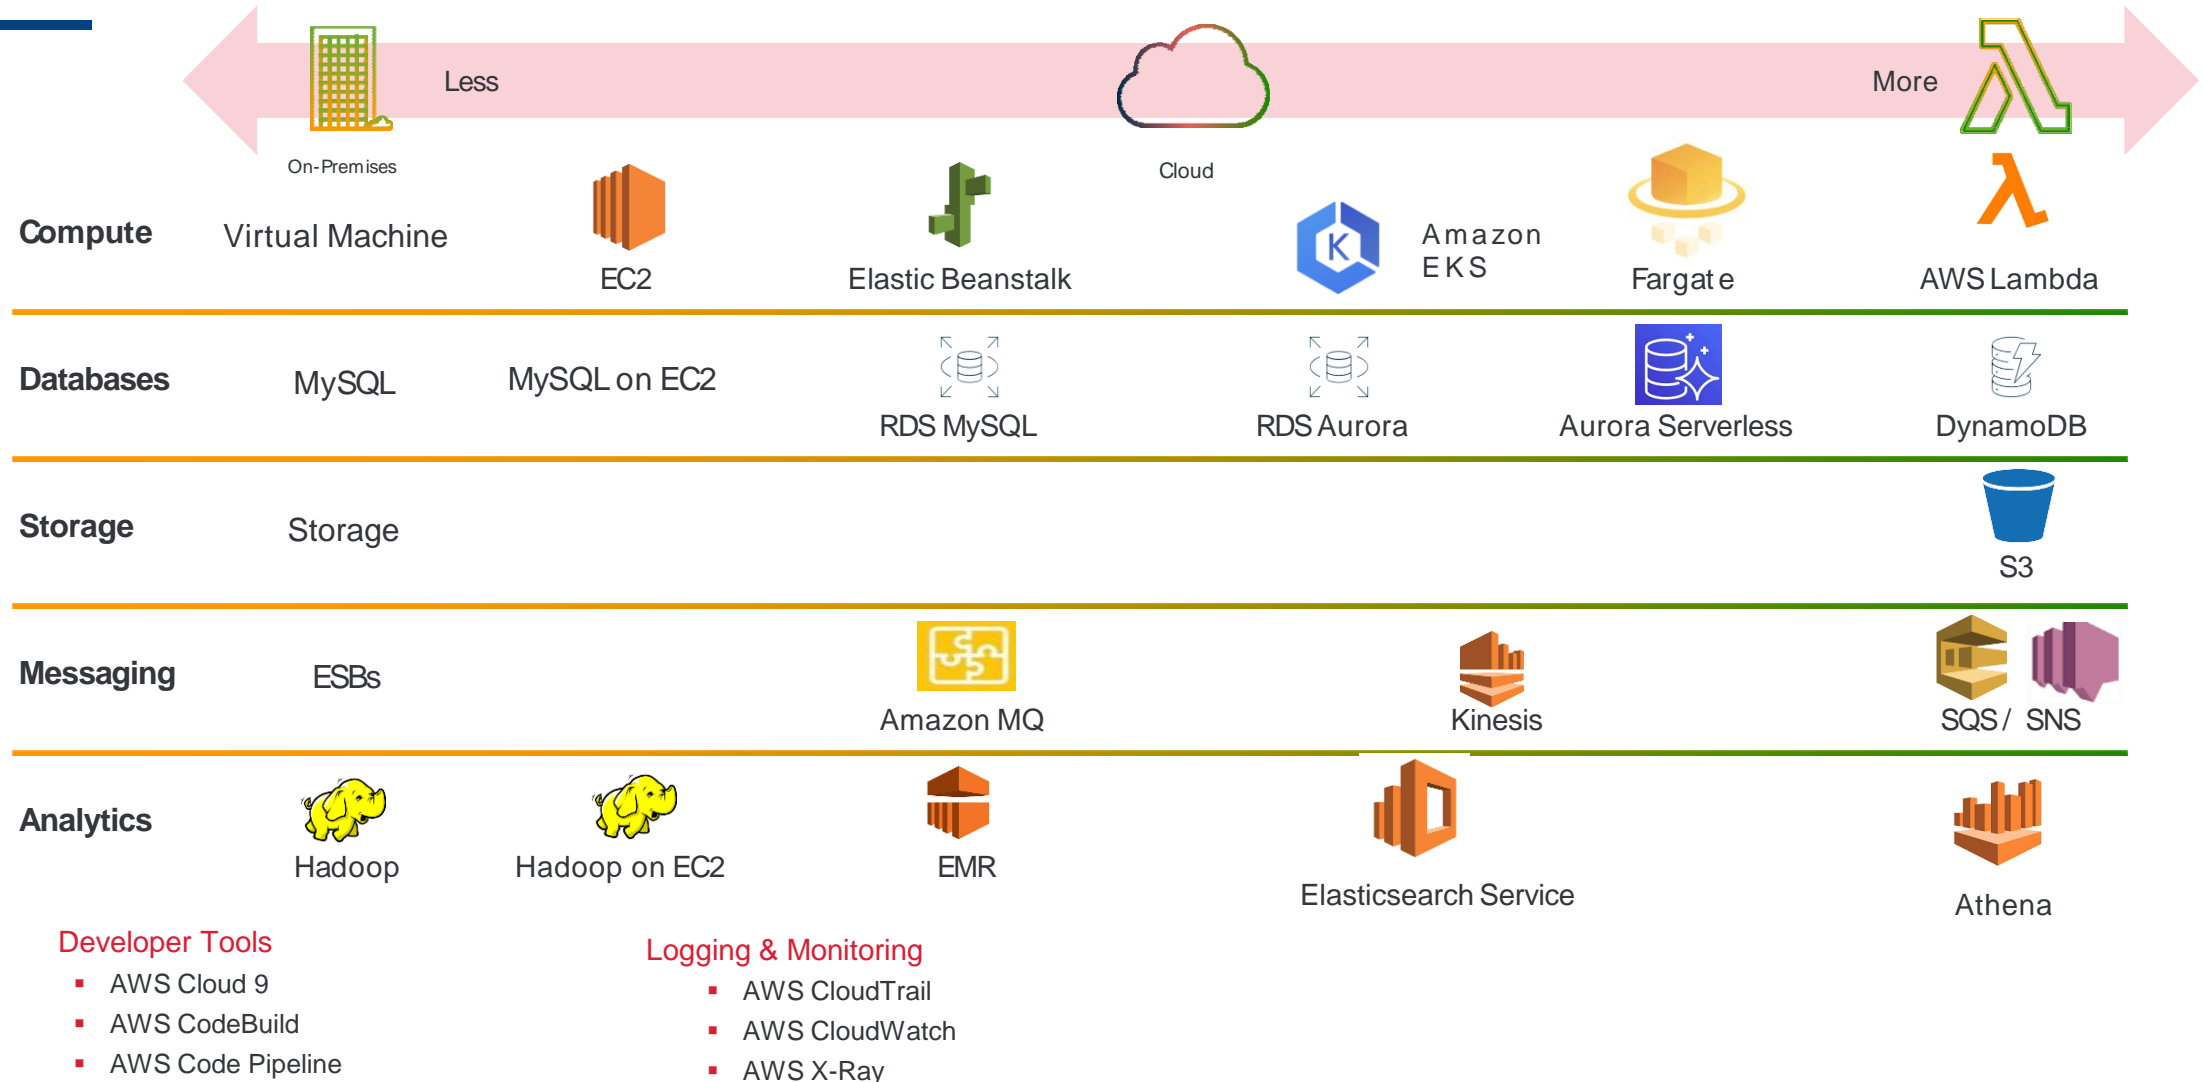 Less
More
On-Premises
Cloud
Compute
Virtual Machine
EC2
Elastic Beanstalk
K
Amazon
EKS
Fargate
AWS Lambda
Databases
MySQL
MySQL on EC2
RDS MySQL
RDS Aurora
Aurora Serverless
DynamoDB
Storage
Storage
S3
Messaging
ESBs
Amazon MQ
Kinesis
SQS / SNS
Analytics
Hadoop
Hadoop on EC2
EMR
Elasticsearch Service
Athena
Developer Tools
▪ AWS Cloud 9
▪ AWS CodeBuild
▪ AWS Code Pipeline
Logging & Monitoring
▪ AWS CloudTrail
▪ AWS CloudWatch
▪ AWS X-Ray